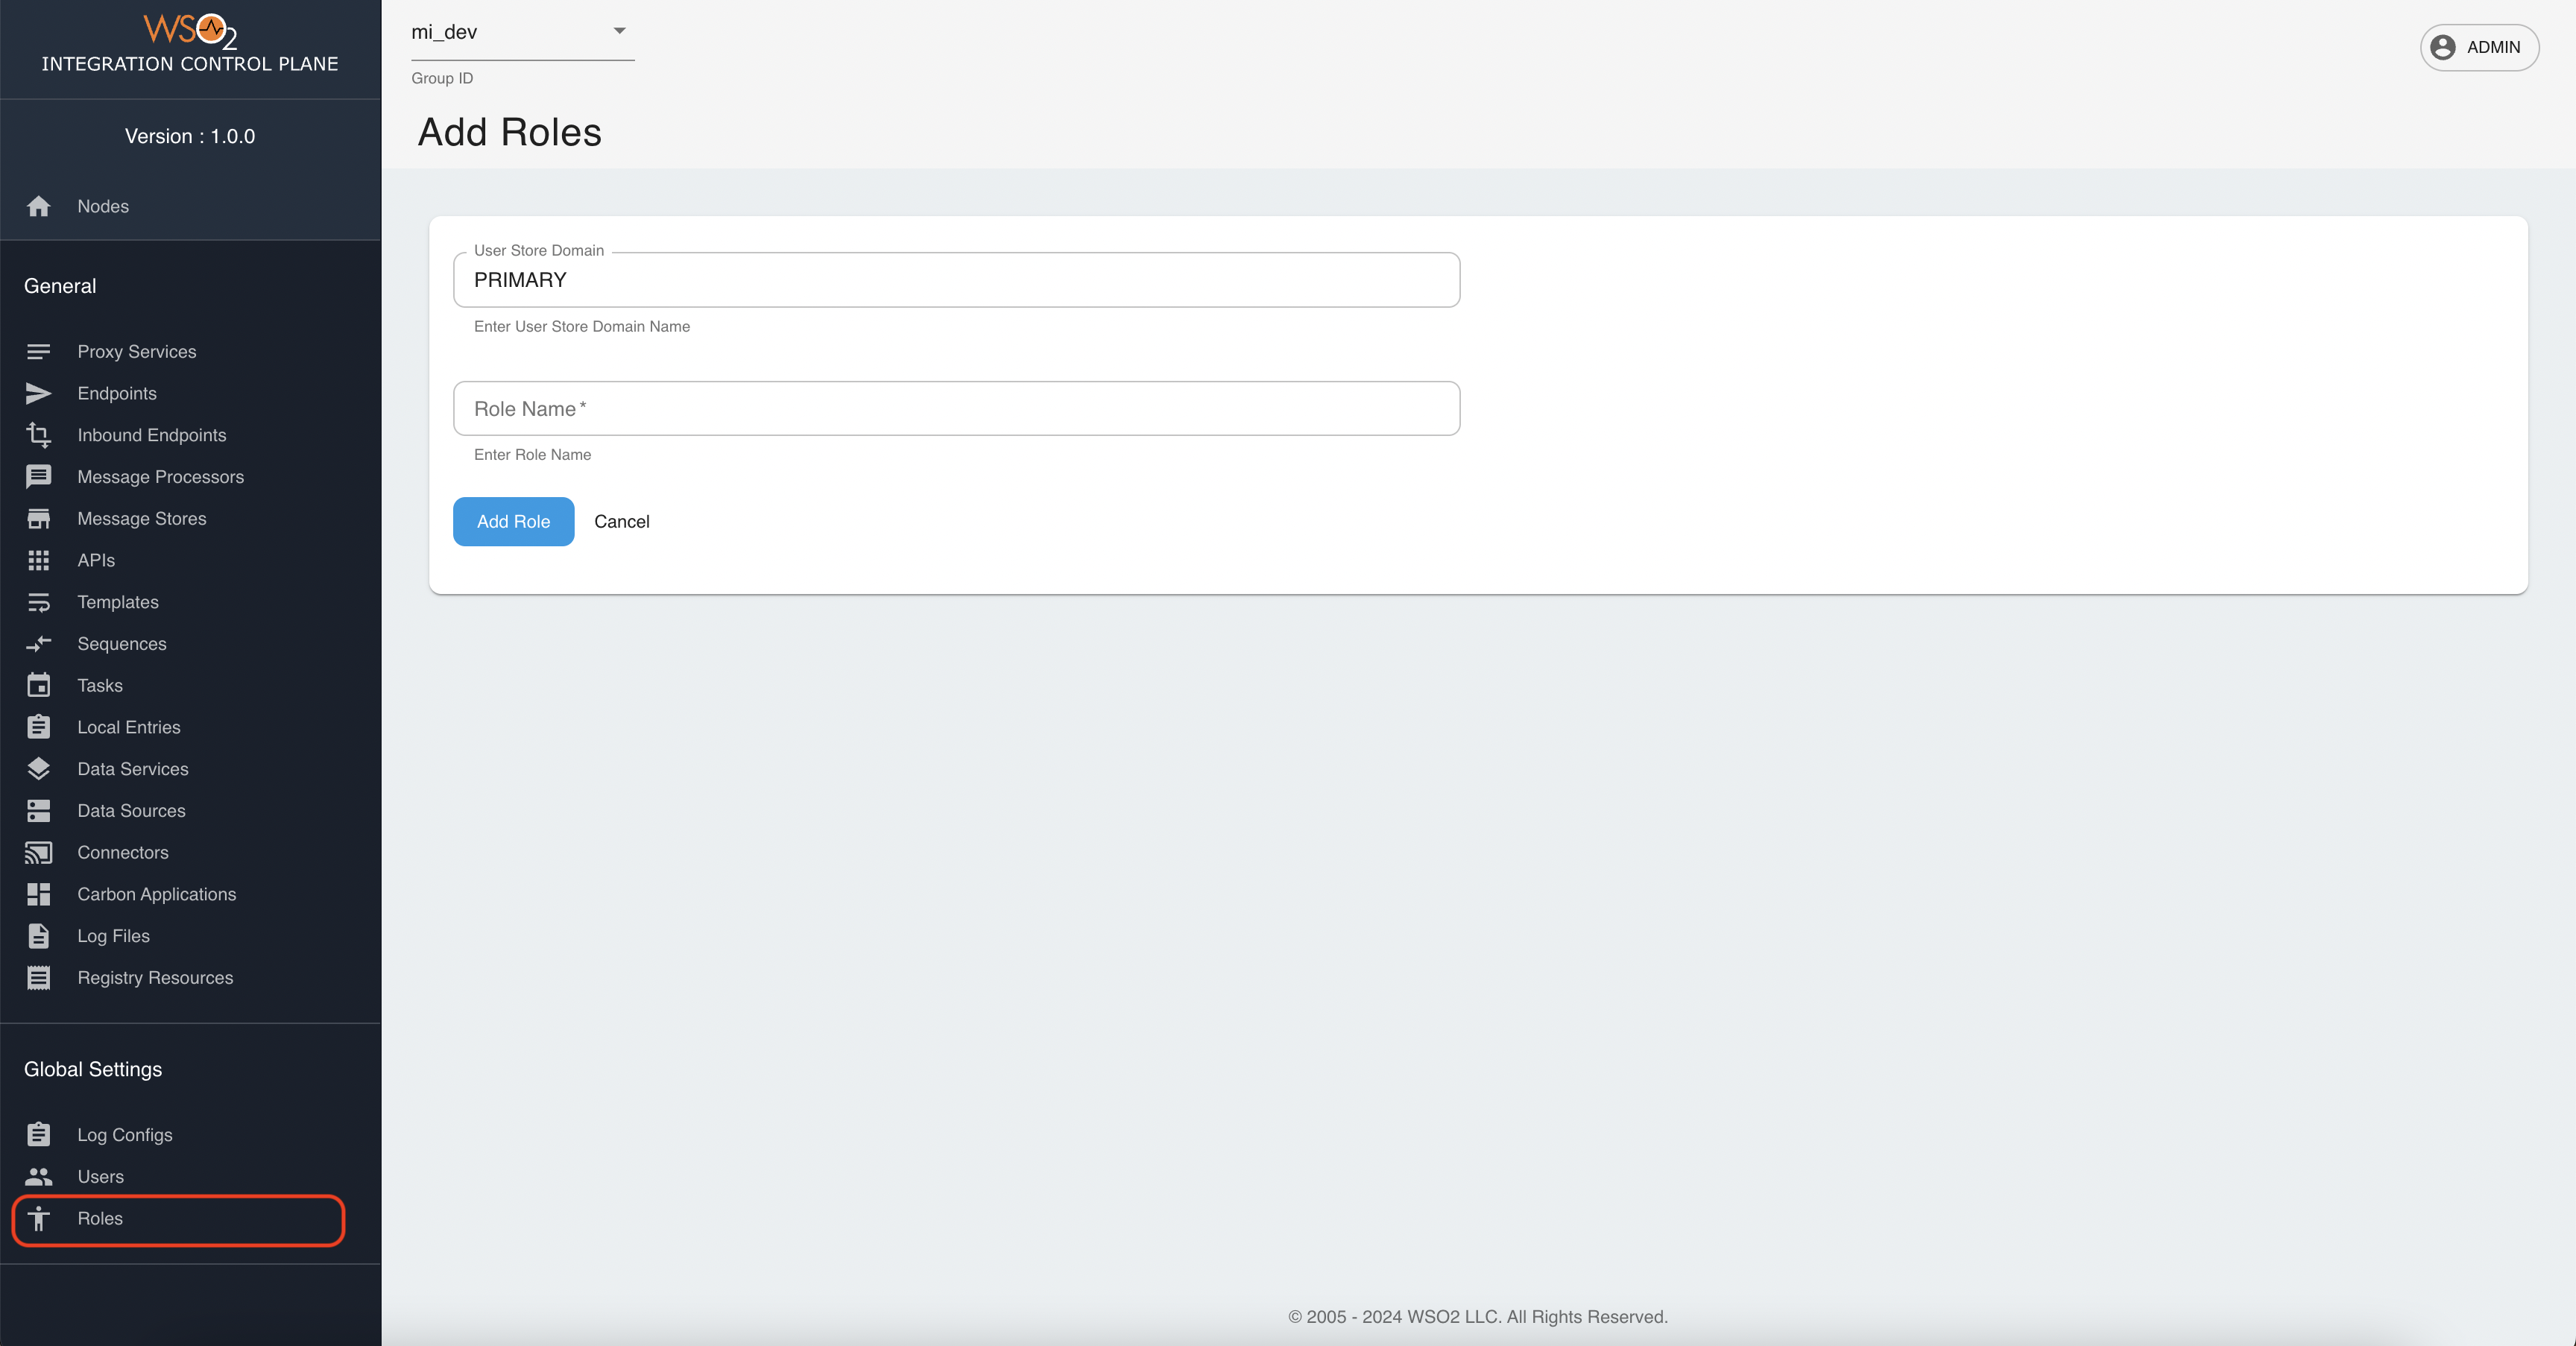 WSO2
INTEGRATION CONTROL PLANE
Version : 1.0.0
Nodes
General
Proxy Services
Endpoints
Inbound Endpoints
Message Processors
Message Stores
APIs
Templates
Sequences
Tasks
Local Entries
Data Services
Data Sources
Connectors
Carbon Applications
Log Files
Registry Resources
Global Settings
Log Configs
Users
Roles
mi_dev
Group ID
ADMIN
Add Roles
User Store Domain
PRIMARY
Enter User Store Domain Name
Role Name *
Enter Role Name
Add Role Cancel
© 2005 - 2024 WSO2 LLC. All Rights Reserved.